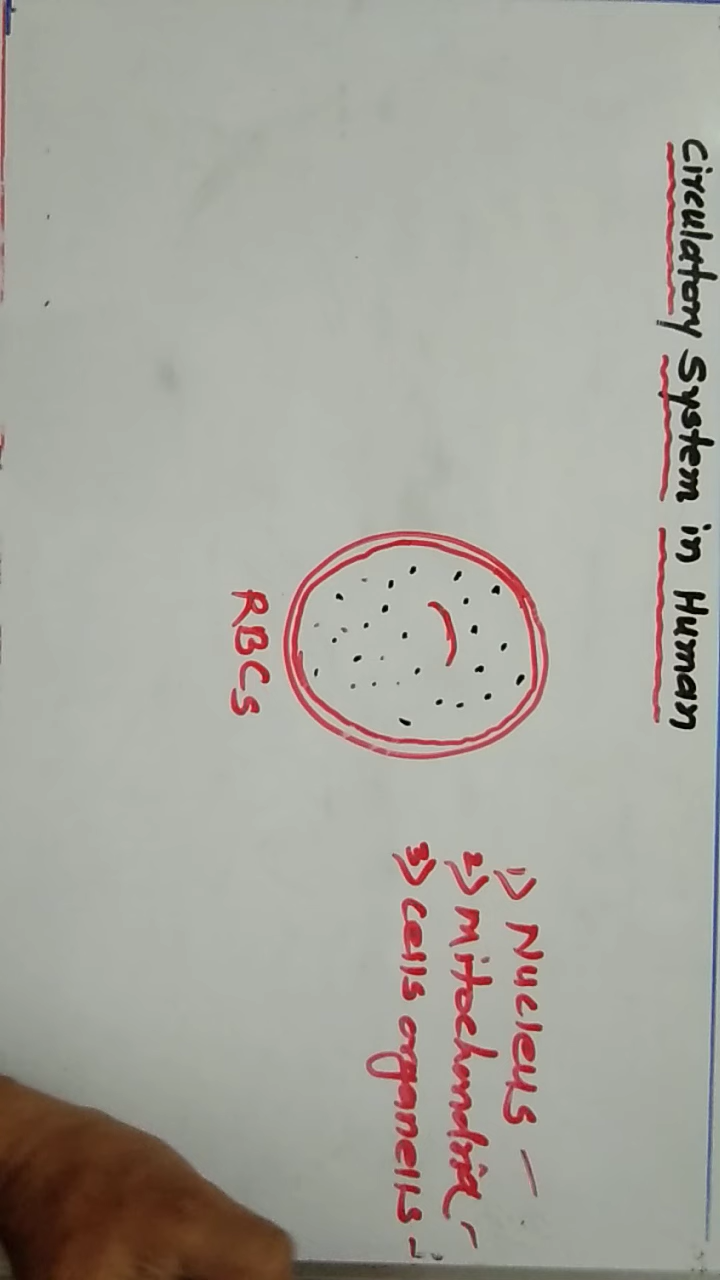 Circulatory System in Human
RBCs
1) Nucleus -
2) Mitochondria -
3) cells organells -